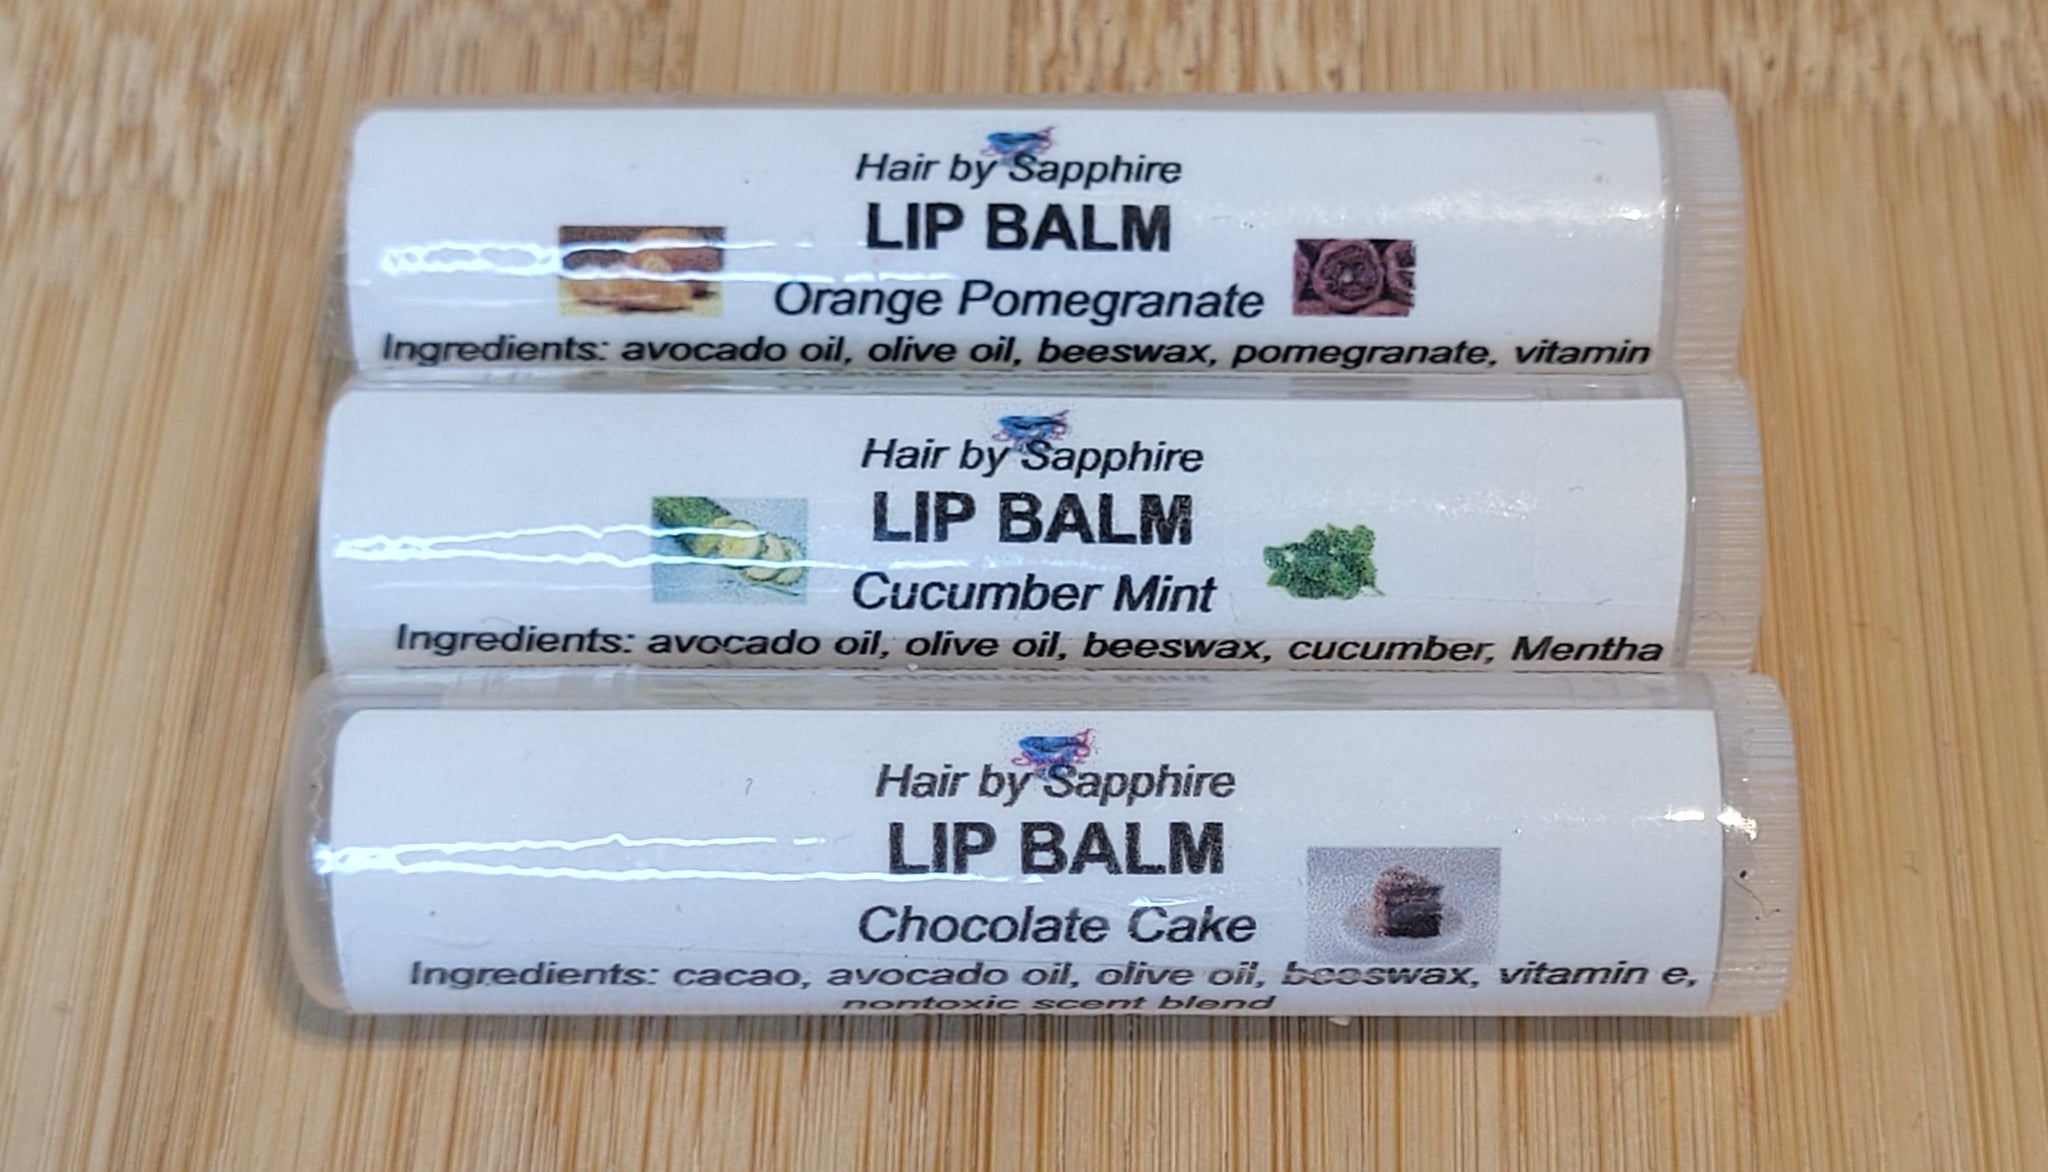 Hair by Sapphire
LIP BALM
Orange Pomegranate
Ingredients: avocado oil, olive oil, beeswax, pomegranate, vitamin
Hair by Sapphire
LIP BALM
Cucumber Mint
Ingredients: avocado oil, olive oil, beeswax, cucumber, Mentha
Hair by Sapphire
LIP BALM
Chocolate Cake
Ingredients: cacao, avocado oil, olive oil, beeswax, vitamin e,
nontoxic scent blend